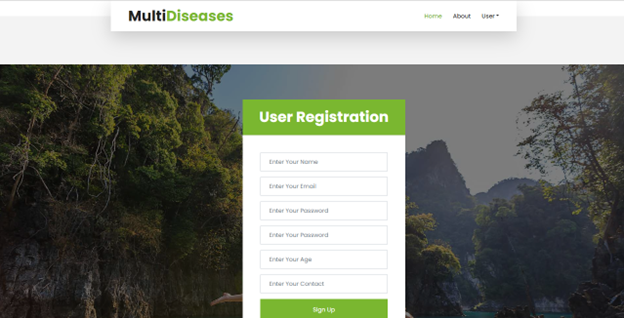 MultiDiseases
Home About User
User Registration
Enter Your Name
Enter Your Email
Enter Your Password
Enter Your Password
Enter Your Age
Enter Your Contact
Sign Up